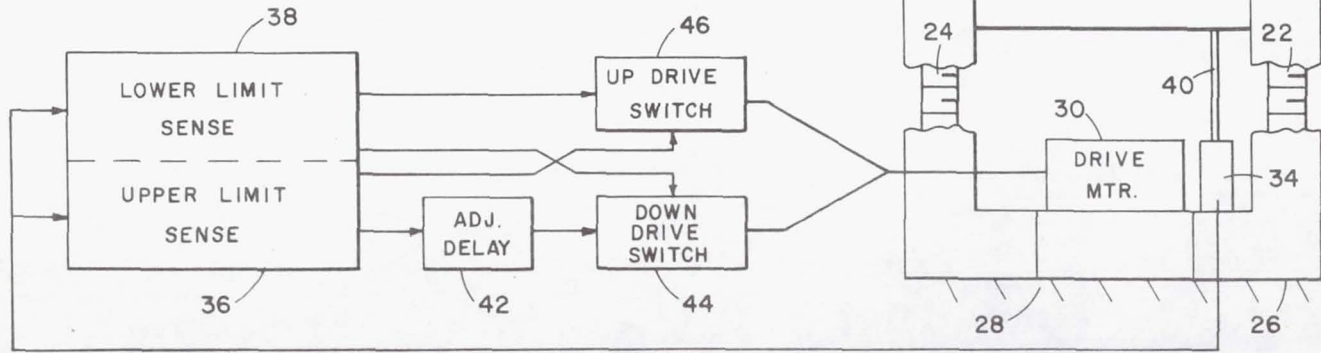 38
LOWER LIMIT
SENSE
UPPER LIMIT
SENSE
36
ADJ.
DELAY
42
46
UP DRIVE
SWITCH
DOWN
DRIVE
SWITCH
44
24
22
40
30
DRIVE
MTR.
34
28
26